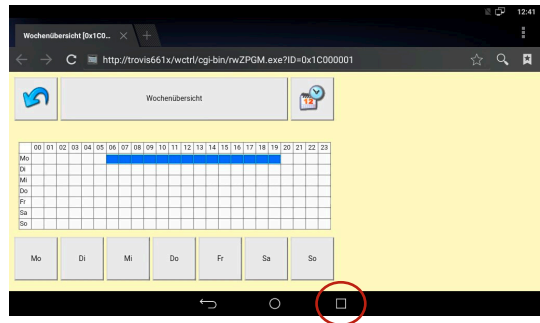 12:41
Wochenübersicht [0x1C0...
http://trovis661x/wctrl/cgi-bin/rwZPGM.exe?ID=0x1C000001
Wochenübersicht
12
00 01 02 03 04 05 06 07 08 09 10 11 12 13 14 15 16 17 18 19 20 21 22 23
Mo
Di
Mi
Do
Fr
Sa
So
Mo Di Mi Do Fr Sa So